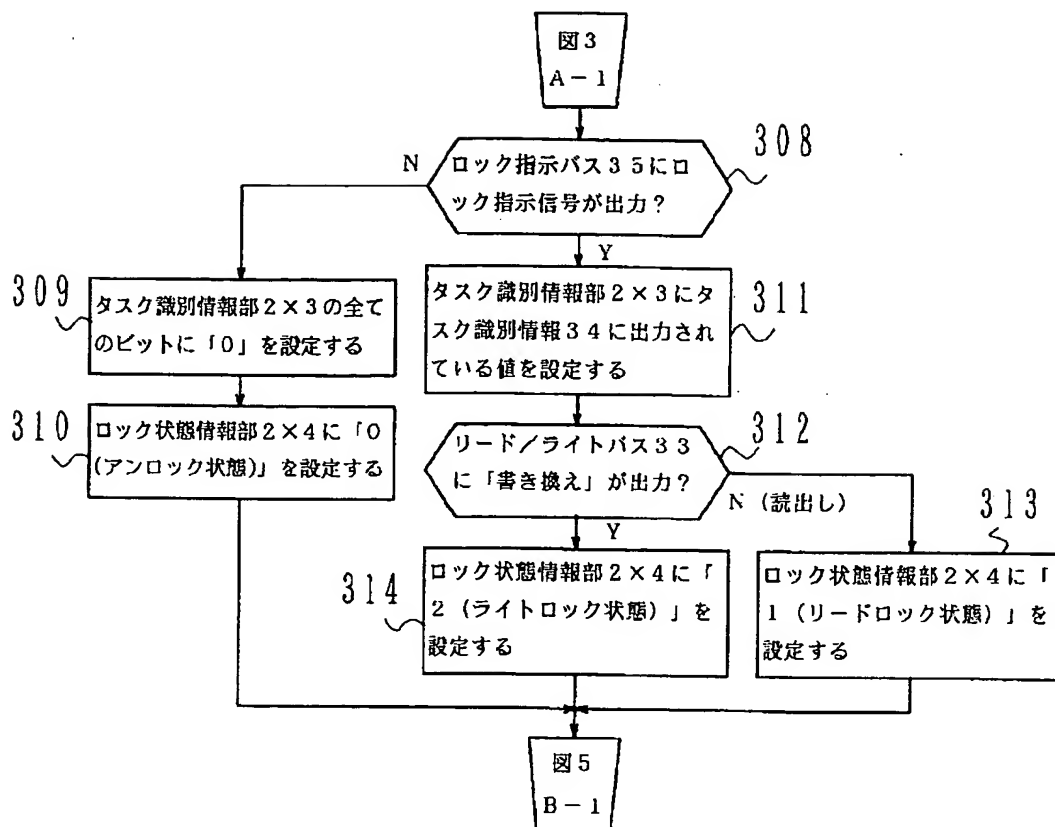 図3
A-1
308
N
ロック指示バス35にロ
ック指示信号が出力?
Y
309
タスク識別情報部2×3の全て
のビットに「0」を設定する
311
タスク識別情報部2×3にタ
スク識別情報34に出力され
ている値を設定する
310
ロック状態情報部2×4に「0
(アンロック状態)」を設定する
312
リード/ライトバス33
に「書き換え」が出力?
N (読出し)
Y
313
ロック状態情報部2×4に「
1 (リードロック状態) 」を
設定する
314
ロック状態情報部2×4に「
2 (ライトロック状態) 」を
設定する
図5
B-1